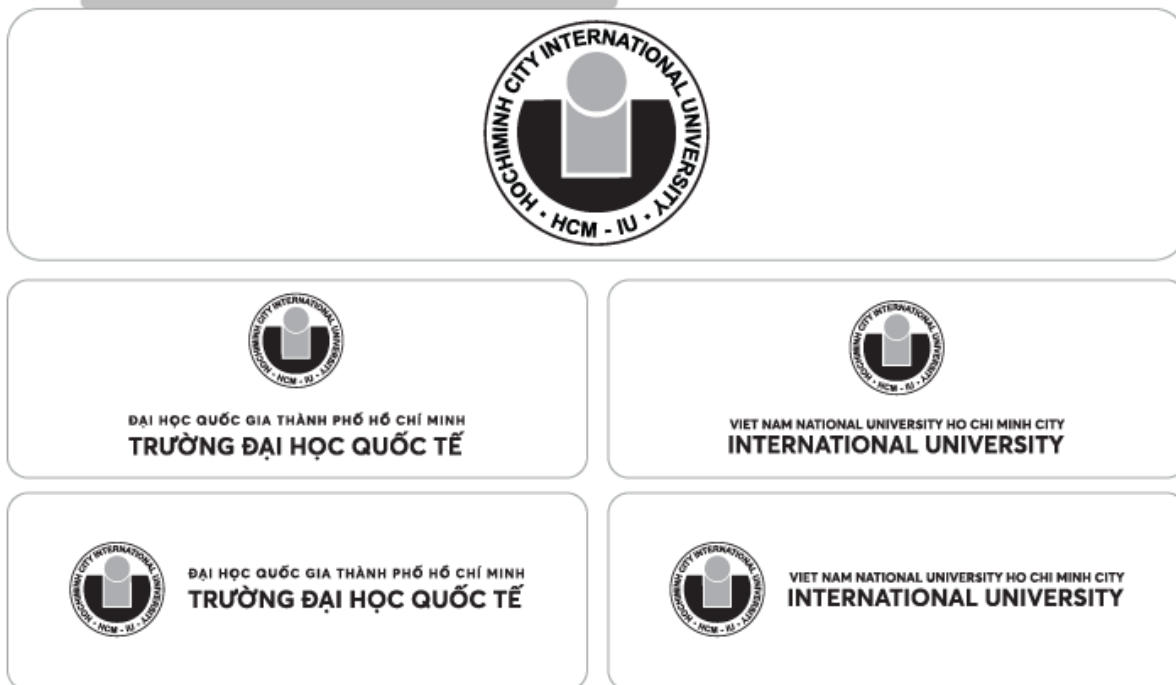 HOCHIMINH CITY INTERNATIONAL UNIVERSITY
· HCM - IU ·
HOCHIMINH CITY INTERNATIONAL UNIVERSITY
· HCM - IU ·
ĐẠI HỌC QUỐC GIA THÀNH PHỐ HỒ CHÍ MINH
TRƯỜNG ĐẠI HỌC QUỐC TẾ
HOCHIMINH CITY INTERNATIONAL UNIVERSITY
· HCM - IU ·
VIET NAM NATIONAL UNIVERSITY HO CHI MINH CITY
INTERNATIONAL UNIVERSITY
HOCHIMINH CITY INTERNATIONAL UNIVERSITY
· HCM - IU ·
ĐẠI HỌC QUỐC GIA THÀNH PHỐ HỒ CHÍ MINH
TRƯỜNG ĐẠI HỌC QUỐC TẾ
HOCHIMINH CITY INTERNATIONAL UNIVERSITY
· HCM - IU ·
VIET NAM NATIONAL UNIVERSITY HO CHI MINH CITY
INTERNATIONAL UNIVERSITY